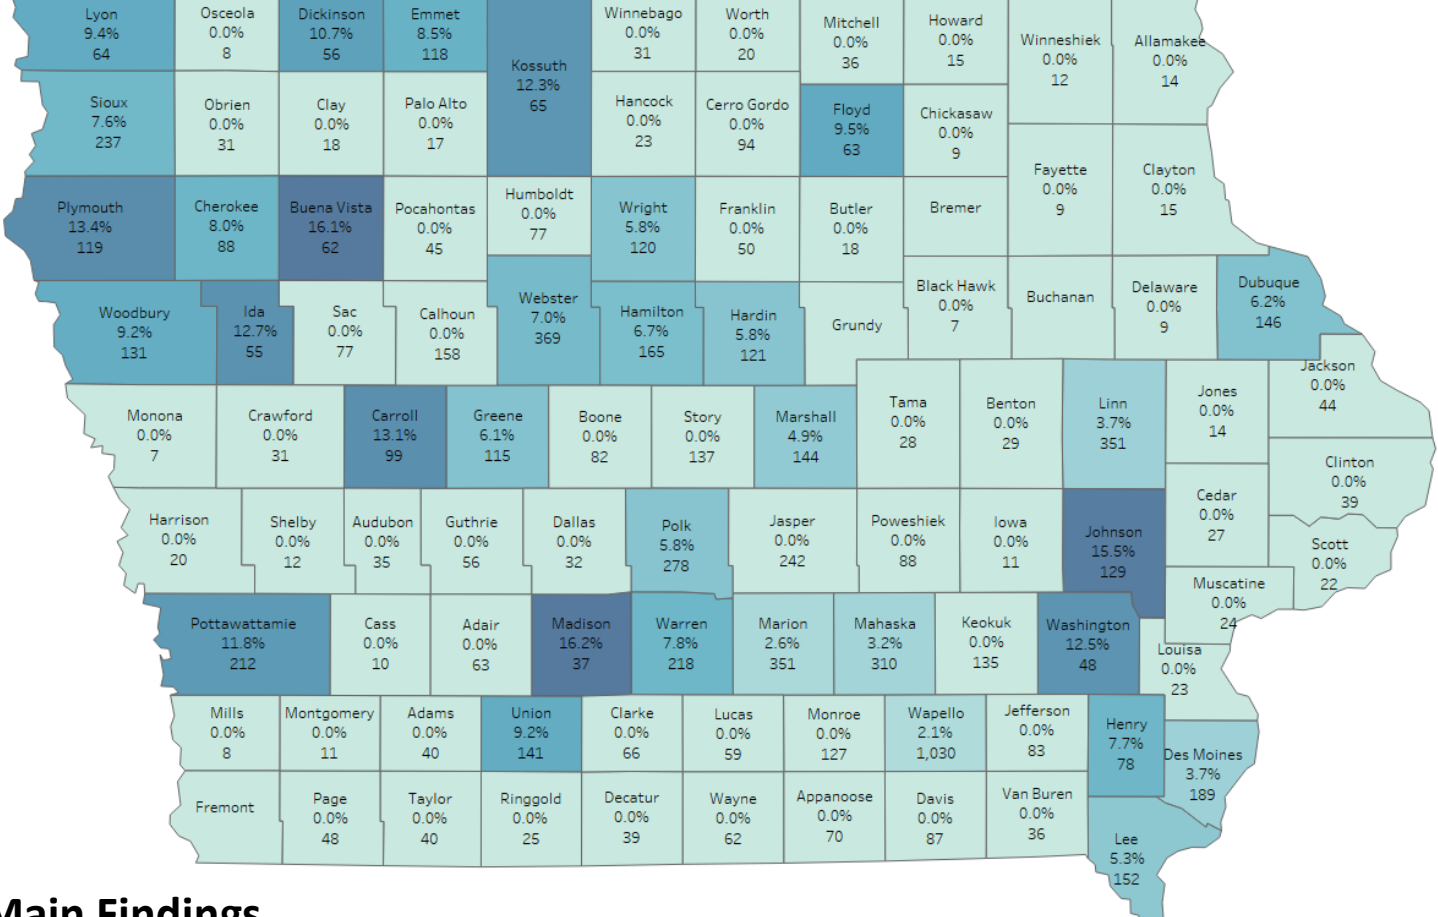 Lyon
9.4%
64
Osceola
0.0%
8
Dickinson
10.7%
56
Emmet
8.5%
118
Kossuth
12.3%
65
Winnebago
0.0%
31
Worth
0.0%
20
Mitchell
0.0%
36
Howard
0.0%
15
Winneshiek
0.0%
12
Allamakee
0.0%
14
Sioux
7.6%
237
Obrien
0.0%
31
Clay
0.0%
18
Palo Alto
0.0%
17
Hancock
0.0%
23
Cerro Gordo
0.0%
94
Floyd
9.5%
63
Chickasaw
0.0%
9
Fayette
0.0%
9
Clayton
0.0%
15
Plymouth
13.4%
119
Cherokee
8.0%
88
Buena Vista
16.1%
62
Pocahontas
0.0%
45
Humboldt
0.0%
77
Wright
5.8%
120
Franklin
0.0%
50
Butler
0.0%
18
Bremer
Woodbury
9.2%
131
Ida
12.7%
55
Sac
0.0%
77
Calhoun
0.0%
158
Webster
7.0%
369
Hamilton
6.7%
165
Hardin
5.8%
121
Grundy
Black Hawk
0.0%
7
Buchanan
Delaware
0.0%
9
Dubuque
6.2%
146
Monona
0.0%
7
Crawford
0.0%
31
Carroll
13.1%
99
Greene
6.1%
115
Boone
0.0%
82
Story
0.0%
137
Marshall
4.9%
144
Tama
0.0%
28
Benton
0.0%
29
Linn
3.7%
351
Jones
0.0%
14
Jackson
0.0%
44
Clinton
0.0%
39
Harrison
0.0%
20
Shelby
0.0%
12
Audubon
0.0%
35
Guthrie
0.0%
56
Dallas
0.0%
32
Polk
5.8%
278
Jasper
0.0%
242
Poweshiek
0.0%
88
Iowa
0.0%
11
Johnson
15.5%
129
Cedar
0.0%
27
Scott
0.0%
22
Muscatine
0.0%
24
Pottawattamie
11.8%
212
Cass
0.0%
10
Adair
0.0%
63
Madison
16.2%
37
Warren
7.8%
218
Marion
2.6%
351
Mahaska
3.2%
310
Keokuk
0.0%
135
Washington
12.5%
48
Louisa
0.0%
23
Mills
0.0%
8
Montgomery
0.0%
11
Adams
0.0%
40
Union
9.2%
141
Clarke
0.0%
66
Lucas
0.0%
59
Monroe
0.0%
127
Wapello
2.1%
1,030
Jefferson
0.0%
83
Henry
7.7%
78
Des Moines
3.7%
189
Fremont
Page
0.0%
48
Taylor
0.0%
40
Ringgold
0.0%
25
Decatur
0.0%
39
Wayne
0.0%
62
Appanoose
0.0%
70
Davis
0.0%
87
Van Buren
0.0%
36
Lee
5.3%
152
Main Findings